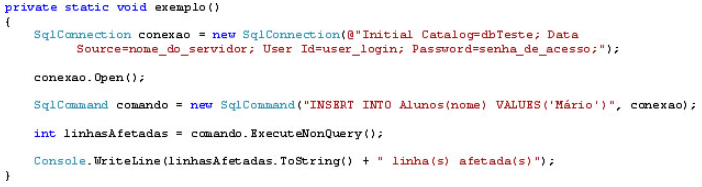 private static void exemplo()
{
SqlConnection conexao = new SqlConnection(@"Initial Catalog=dbTeste; Data
Source=nome_do_servidor; User Id=user_login; Password=senha_de_acesso;");
conexao.Open();
SqlCommand comando = new SqlCommand("INSERT INTO Alunos(nome) VALUES('Mário')", conexao);
int linhasAfetadas = comando.ExecuteNonQuery();
Console.WriteLine(linhasAfetadas.ToString() + " linha(s) afetada(s)");
}